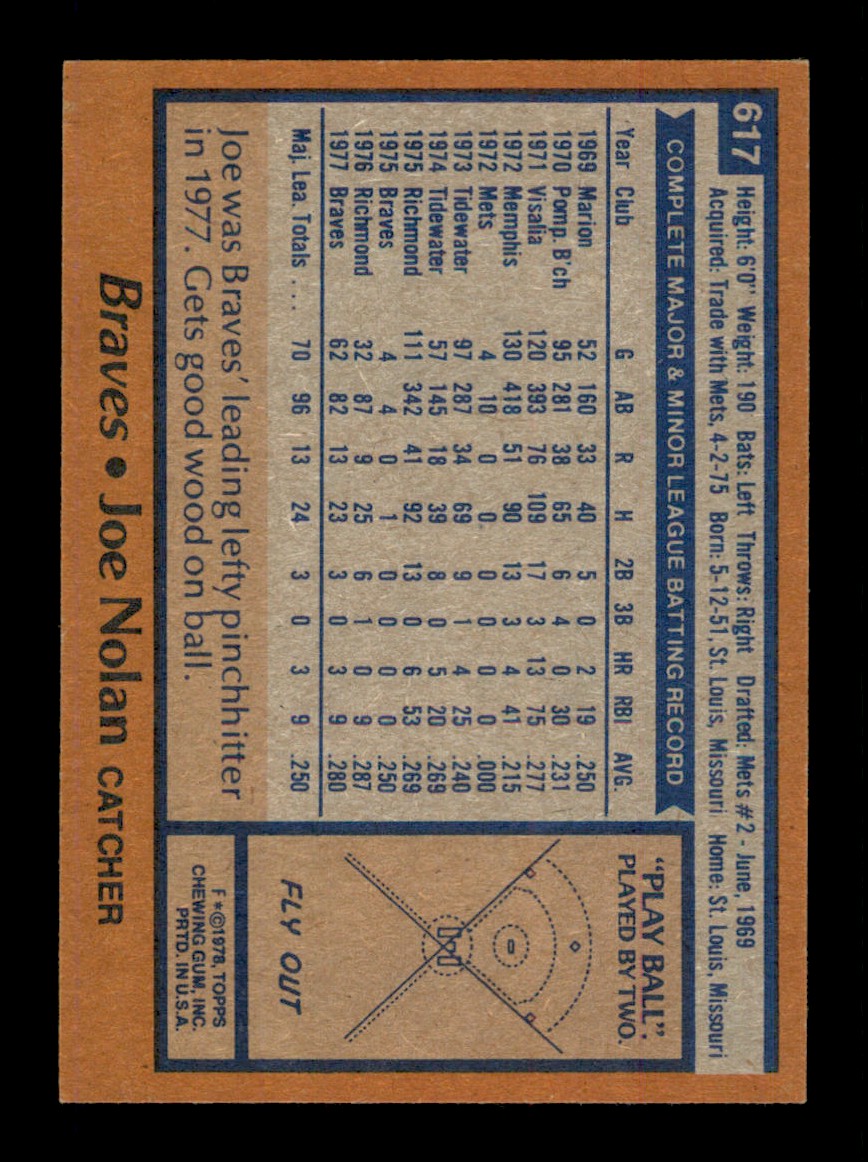 617
Height: 6'0" Weight: 190 Bats: Left Throws: Right Drafted: Mets #2 - June, 1969
Acquired: Trade with Mets, 4-2-75 Born: 5-12-51, St. Louis, Missouri Home: St. Louis, Missouri
COMPLETE MAJOR & MINOR LEAGUE BATTING RECORD
Year Club G AB R H 2B 3B HR RBI AVG.
1969 Marion 52 160 33 40 5 0 2 19 .250
1970 Pomp. B'ch 95 281 38 65 6 4 0 30 .231
1971 Visalia 120 393 76 109 17 3 13 75 .277
1972 Memphis 130 418 51 90 13 3 4 41 .215
1972 Mets 4 10 0 0 0 0 0 0 .000
1973 Tidewater 97 287 34 69 9 1 4 25 .240
1974 Tidewater 57 145 18 39 8 0 5 20 .269
1975 Richmond 111 342 41 92 13 0 6 53 .269
1975 Braves 4 4 0 1 0 0 0 0 .250
1976 Richmond 32 87 9 25 6 1 0 9 .287
1977 Braves 62 82 13 23 3 0 3 9 .280
Maj. Lea. Totals . . . 70 96 13 24 3 0 3 9 .250
Joe was Braves' leading lefty pinchhitter
in 1977. Gets good wood on ball.
"PLAY BALL":
PLAYED BY TWO.
FLY OUT
F*©1978, TOPPS
CHEWING GUM, INC.
PRTD. IN U.S.A.
Braves • Joe Nolan CATCHER